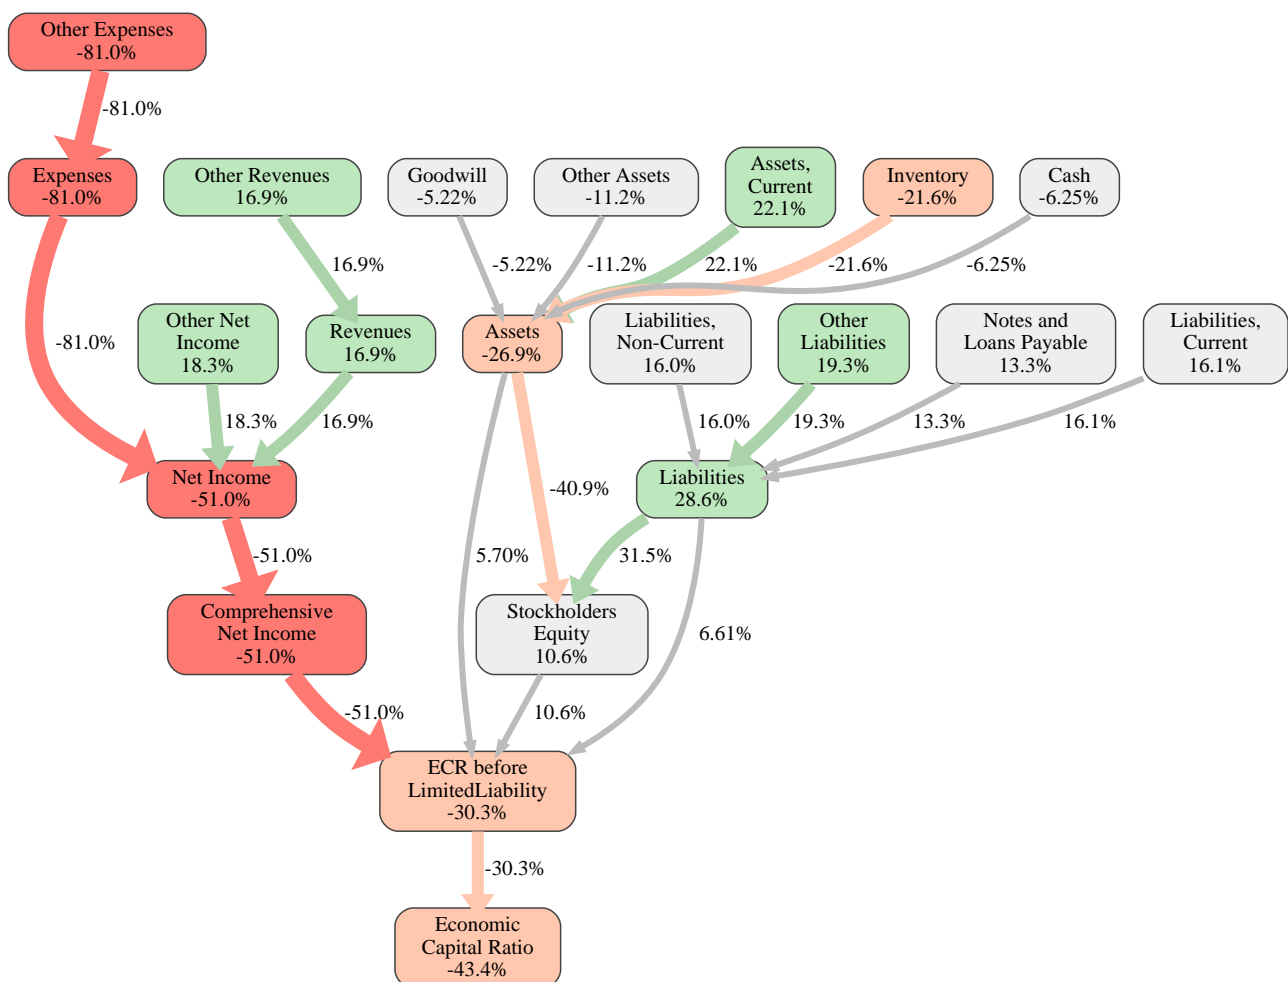 Other Expenses
-81.0%
-81.0%
Expenses
-81.0%
Other Revenues
16.9%
Goodwill
-5.22%
Other Assets
-11.2%
Assets,
Current
22.1%
Inventory
-21.6%
Cash
-6.25%
16.9%
-5.22%
-11.2%
22.1%
-21.6%
-6.25%
-81.0%
Other Net
Income
18.3%
Revenues
16.9%
Assets
-26.9%
Liabilities,
Non-Current
16.0%
Other
Liabilities
19.3%
Notes and
Loans Payable
13.3%
Liabilities,
Current
16.1%
18.3%
16.9%
16.0%
19.3%
13.3%
16.1%
Net Income
-51.0%
-40.9%
Liabilities
28.6%
-51.0%
5.70%
31.5%
Comprehensive
Net Income
-51.0%
Stockholders
Equity
10.6%
6.61%
-51.0%
10.6%
ECR before
LimitedLiability
-30.3%
-30.3%
Economic
Capital Ratio
-43.4%